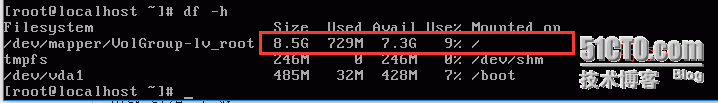 [root@localhost ~]# df -h
Filesystem Size Used Avail Use% Mounted on
/dev/mapper/VolGroup-lv_root 8.5G 729M 7.3G 9% /
tmpfs 246M 0 246M 0% /dev/shm
/dev/vda1 485M 32M 428M 7% /boot
[root@localhost ~]#
51CTO.com
技术博客 Blog